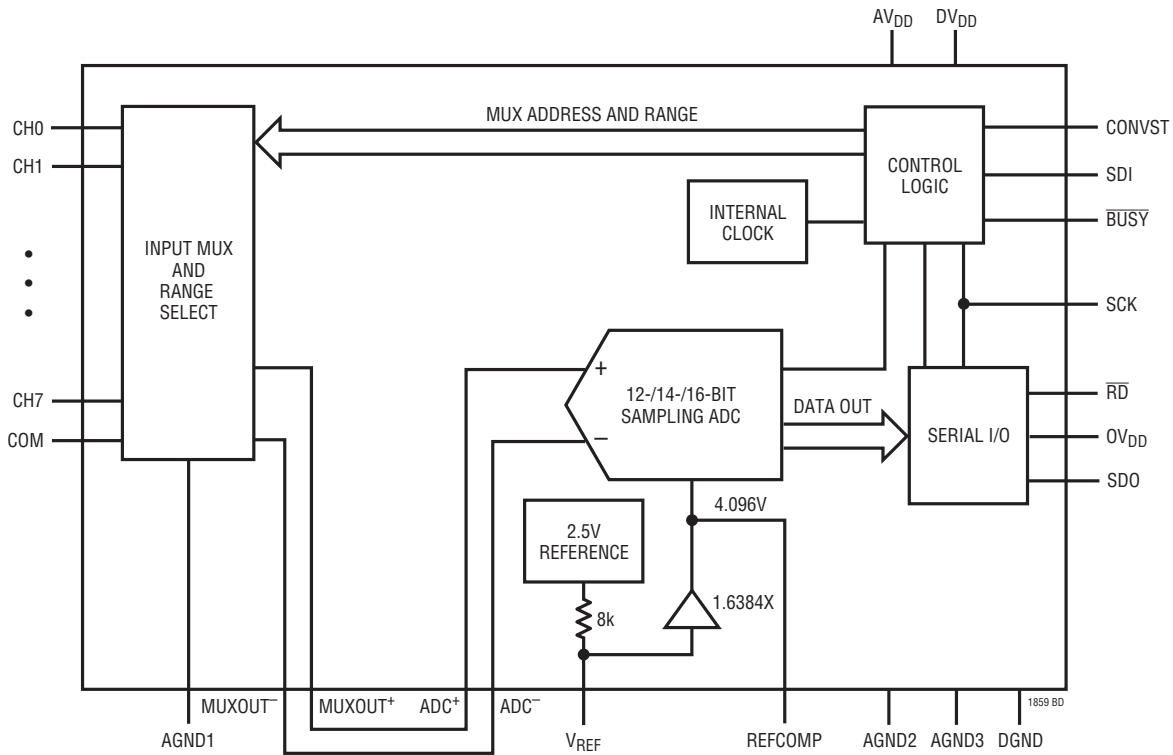 AVDD DVDD
CH0
CH1
CH7
COM
INPUT MUX
AND
RANGE
SELECT
MUX ADDRESS AND RANGE
INTERNAL
CLOCK
CONTROL
LOGIC
CONVST
SDI
BUSY
SCK
RD
OVDD
SDO
+
–
12-/14-/16-BIT
SAMPLING ADC
DATA OUT
SERIAL I/O
4.096V
2.5V
REFERENCE
8k
1.6384X
MUXOUT– MUXOUT+ ADC+ ADC–
1859 BD
AGND1 VREF REFCOMP AGND2 AGND3 DGND